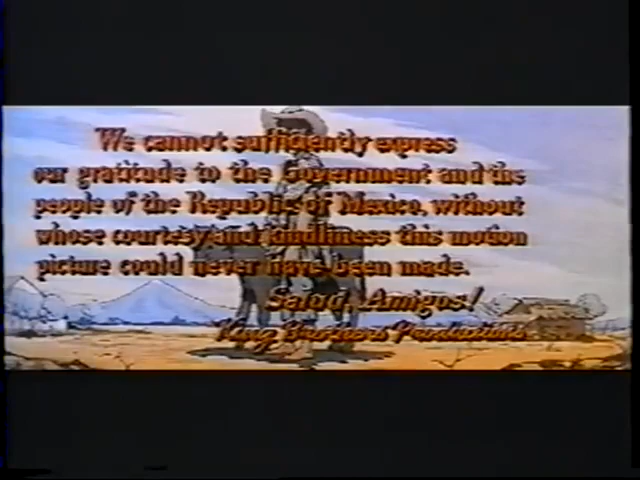 We cannot sufficiently express
our gratitude to the Government and the
people of the Republic of Mexico, without
whose courtesy and kindliness this motion
picture could never have been made.
Salud, Amigos!
King Brothers Productions